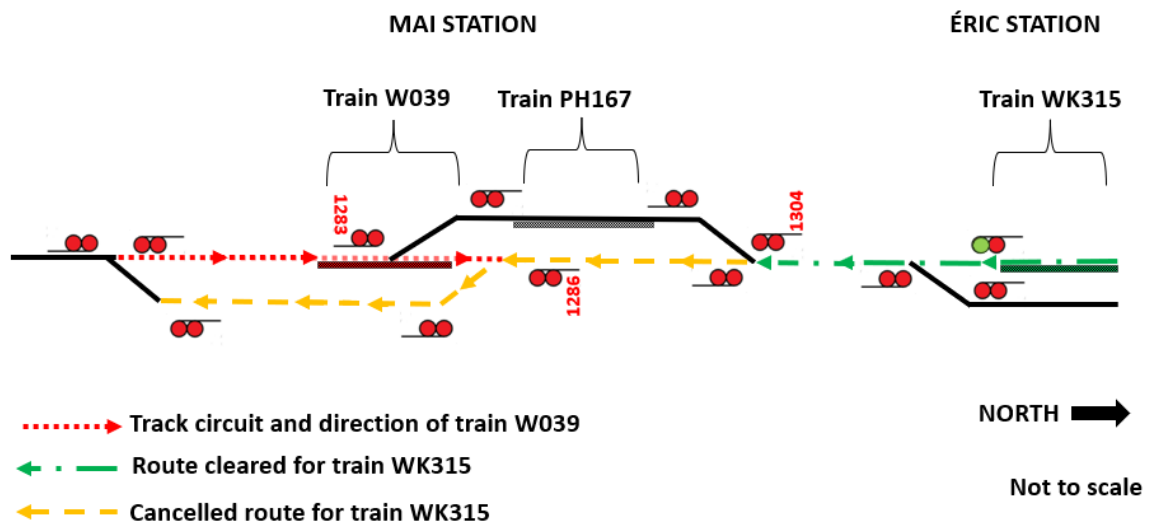 MAI STATION
ÉRIC STATION
Train W039
Train PH167
Train WK315
1283
1304
1286
NORTH
Track circuit and direction of train W039
Route cleared for train WK315
Not to scale
Cancelled route for train WK315